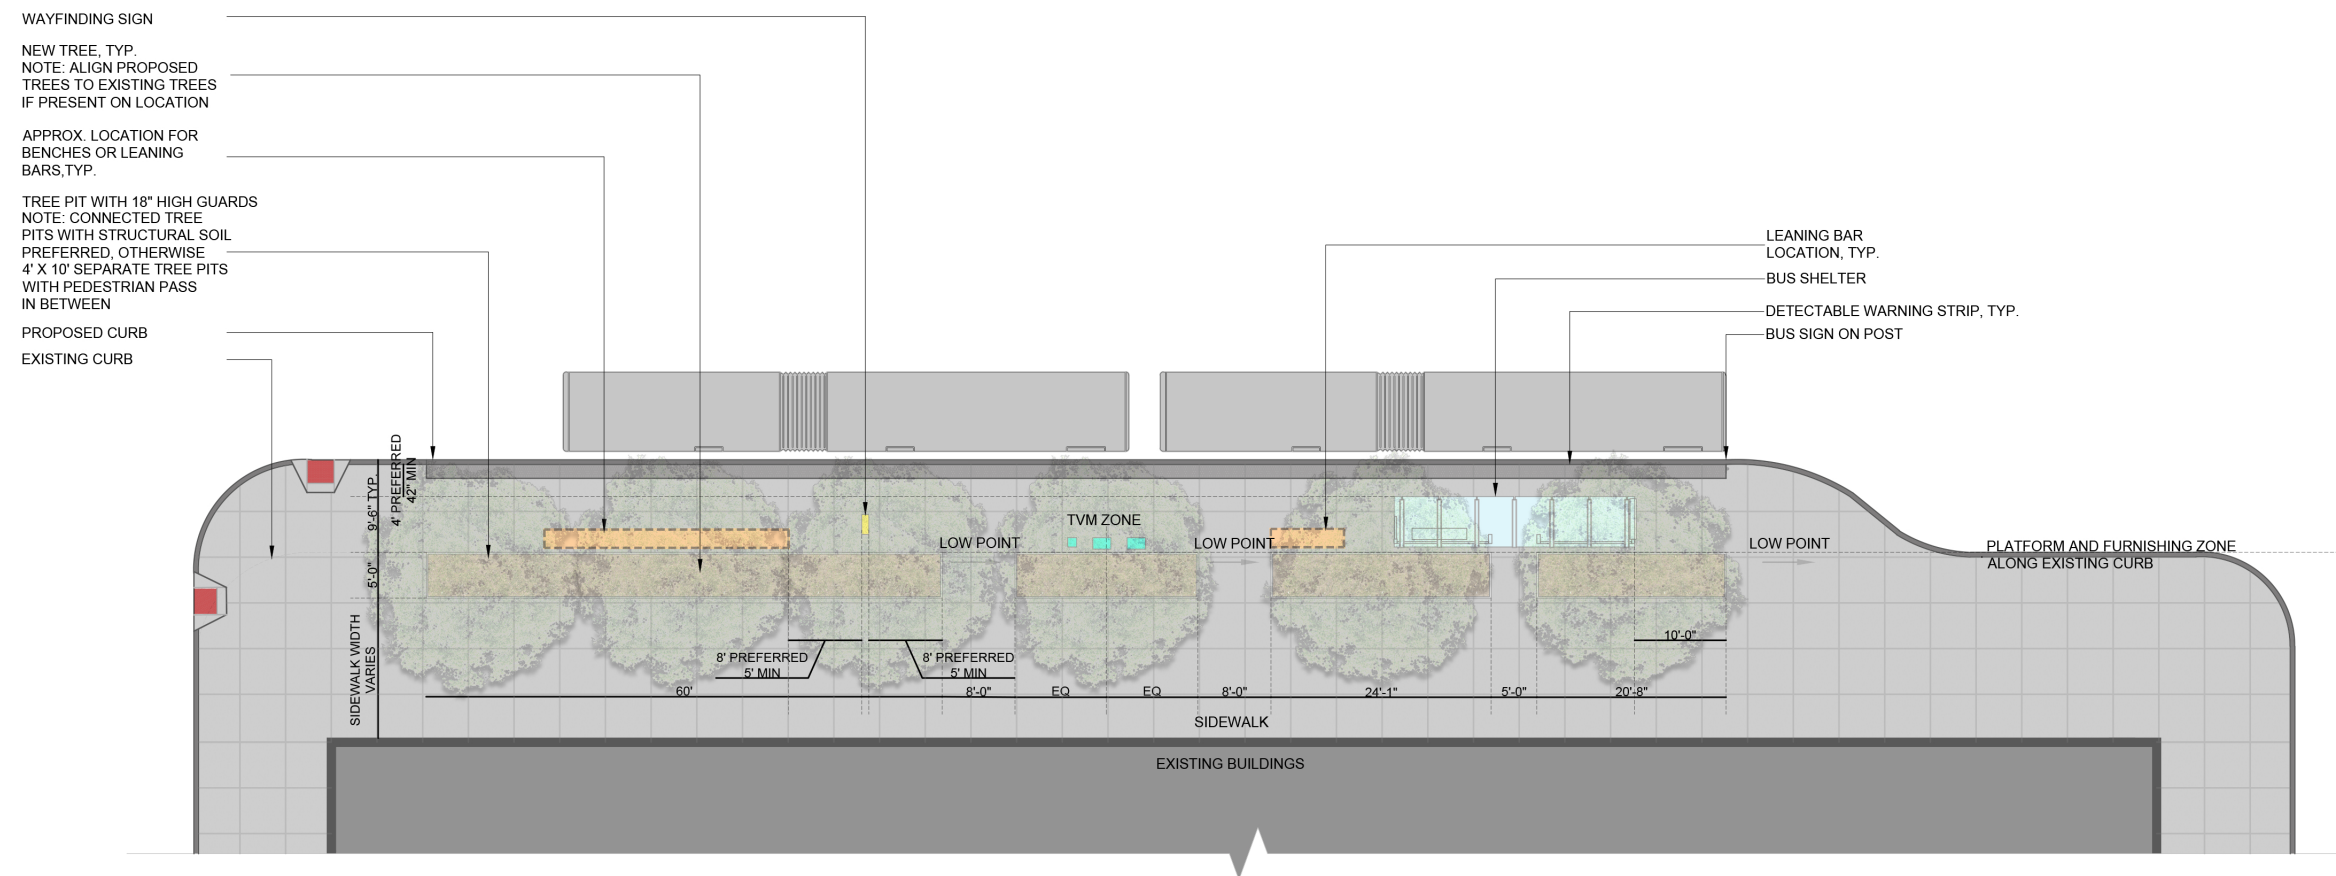 WAYFINDING SIGN
NEW TREE, TYP.
NOTE: ALIGN PROPOSED
TREES TO EXISTING TREES
IF PRESENT ON LOCATION
APPROX. LOCATION FOR
BENCHES OR LEANING
BARS,TYP.
TREE PIT WITH 18" HIGH GUARDS
NOTE: CONNECTED TREE
PITS WITH STRUCTURAL SOIL
PREFERRED, OTHERWISE
4' X 10' SEPARATE TREE PITS
WITH PEDESTRIAN PASS
IN BETWEEN
PROPOSED CURB
EXISTING CURB
LEANING BAR
LOCATION, TYP.
BUS SHELTER
DETECTABLE WARNING STRIP, TYP.
BUS SIGN ON POST
4' PREFERRED
42" MIN
9'-6" TYP.
5'-0"
SIDEWALK WIDTH
VARIES
TVM ZONE
LOW POINT
LOW POINT
LOW POINT
PLATFORM AND FURNISHING ZONE
ALONG EXISTING CURB
10'-0"
8' PREFERRED
5' MIN
8' PREFERRED
5' MIN
60'
8'-0"
EQ
EQ
8'-0"
24'-1"
5'-0"
20'-8"
SIDEWALK
EXISTING BUILDINGS